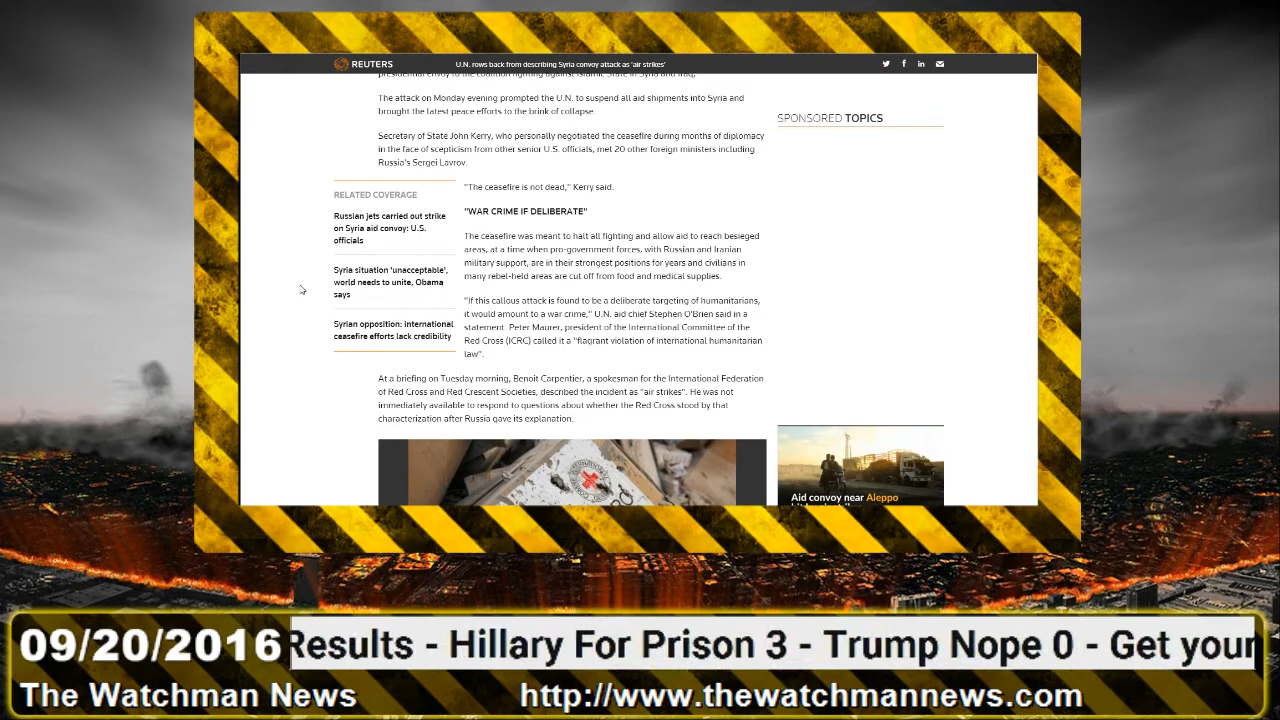 REUTERS
U.N. rows back from describing Syria convoy attack as 'air strikes'
presidential envoy to the coalition fighting against Islamic State in Syria and Iraq,
The attack on Monday evening prompted the U.N. to suspend all aid shipments into Syria and
brought the latest peace efforts to the brink of collapse.
Secretary of State John Kerry, who personally negotiated the ceasefire during months of diplomacy
in the face of scepticism from other senior U.S. officials, met 20 other foreign ministers including
Russia's Sergei Lavrov.
RELATED COVERAGE
Russian jets carried out strike
on Syria aid convoy: U.S.
officials
Syria situation 'unacceptable',
world needs to unite, Obama
says
Syrian opposition: international
ceasefire efforts lack credibility
"The ceasefire is not dead," Kerry said.
"WAR CRIME IF DELIBERATE"
The ceasefire was meant to halt all fighting and allow aid to reach besieged
areas, at a time when pro-government forces, with Russian and Iranian
military support, are in their strongest positions for years and civilians in
many rebel-held areas are cut off from food and medical supplies.
"If this callous attack is found to be a deliberate targeting of humanitarians,
it would amount to a war crime," U.N. aid chief Stephen O'Brien said in a
statement. Peter Maurer, president of the International Committee of the
Red Cross (ICRC) called it a "flagrant violation of international humanitarian
law".
At a briefing on Tuesday morning, Benoit Carpentier, a spokesman for the International Federation
of Red Cross and Red Crescent Societies, described the incident as "air strikes". He was not
immediately available to respond to questions about whether the Red Cross stood by that
characterization after Russia gave its explanation.
SPONSORED TOPICS
Aid convoy near Aleppo
09/20/2016
Results - Hillary For Prison 3 - Trump Nope 0 - Get your
The Watchman News
http://www.thewatchmannews.com